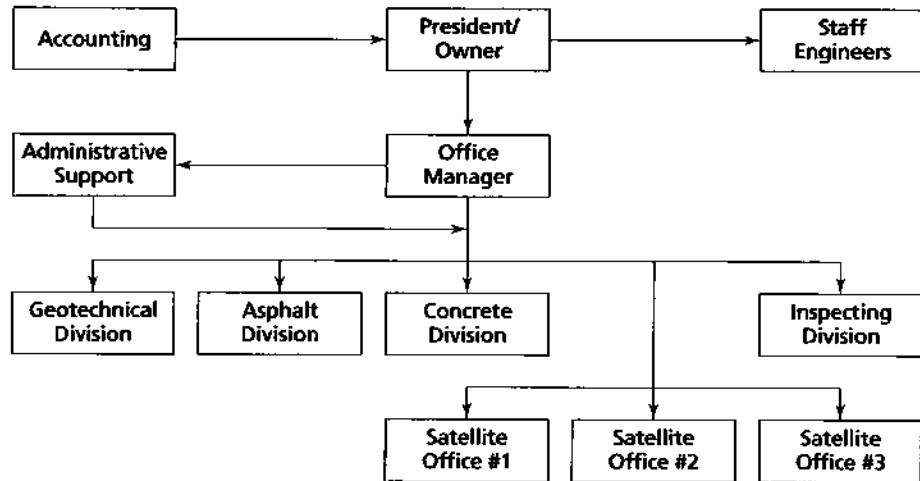 Accounting
President/
Owner
Staff
Engineers
Administrative
Support
Office
Manager
Geotechnical
Division
Asphalt
Division
Concrete
Division
Inspecting
Division
Satellite
Office #1
Satellite
Office #2
Satellite
Office #3